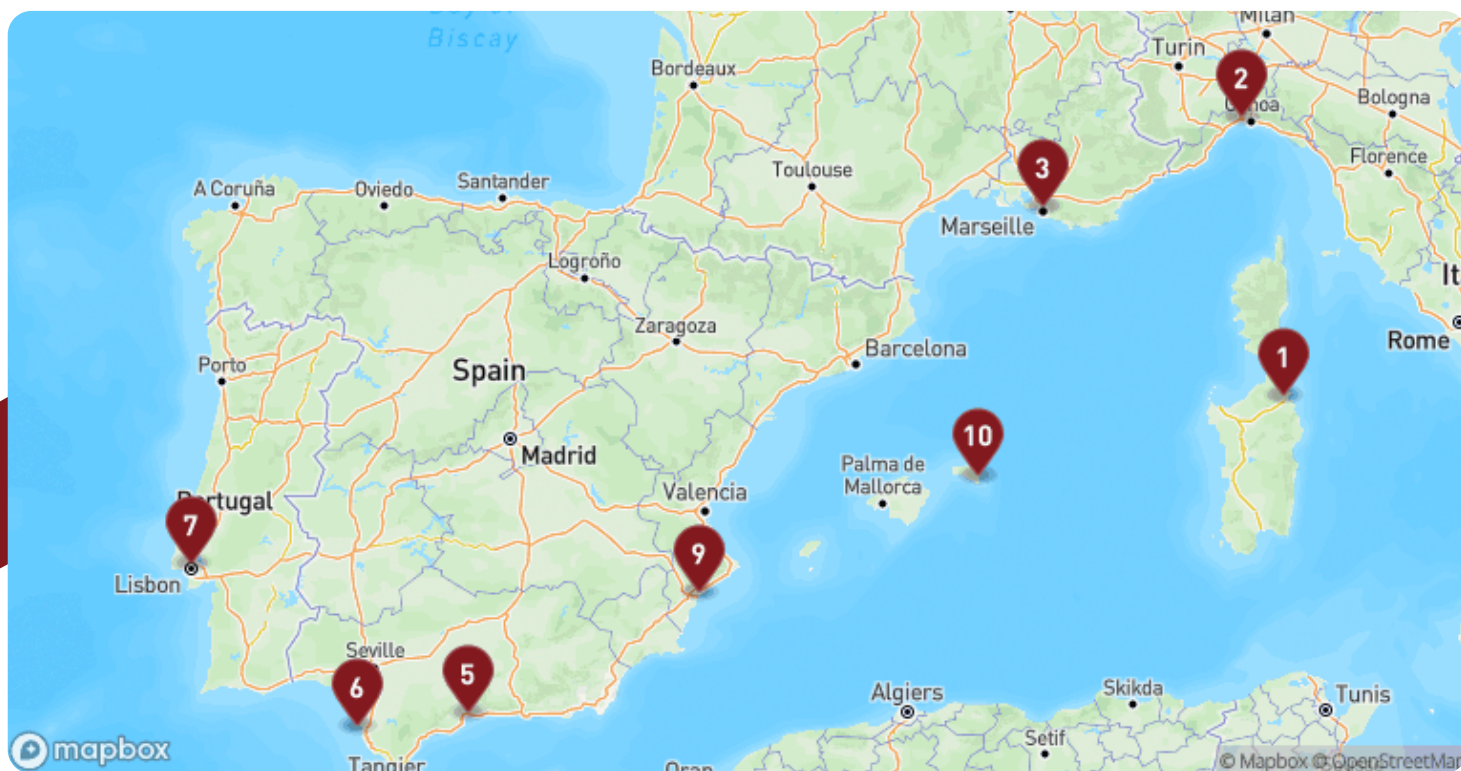 Bay of
Biscay
Milan
Turin
2
Genoa
Bordeaux
Bologna
Florence
3
Toulouse
Marseille
A Coruña
Oviedo
Santander
Logroño
It
Rome
Zaragoza
Barcelona
1
Porto
Spain
10
Madrid
Palma de
Mallorca
Valencia
Portugal
7
9
Lisbon
Seville
6
5
Algiers
Skikda
Tunis
Setif
Tangier
Oran
mapbox
© Mapbox © OpenStreetMap